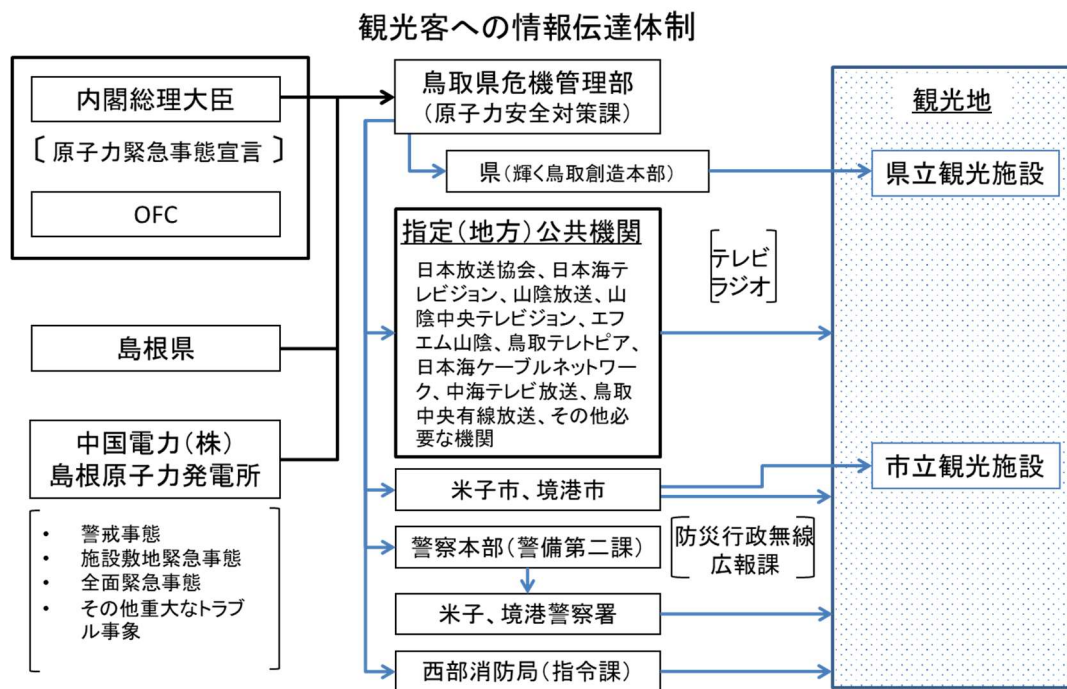 観光客への情報伝達体制
内閣総理大臣
〔 原子力緊急事態宣言 〕
OFC
島根県
中国電力(株)
島根原子力発電所
・ 警戒事態
・ 施設敷地緊急事態
・ 全面緊急事態
・ その他重大なトラブ
ル事象
鳥取県危機管理部
(原子力安全対策課)
県(輝く鳥取創造本部)
指定(地方)公共機関
日本放送協会、日本海テ
レビジョン、山陰放送、山
陰中央テレビジョン、エフ
エム山陰、鳥取テレトピア、
日本海ケーブルネットワー
ク、中海テレビ放送、鳥取
中央有線放送、その他必
要な機関
米子市、境港市
警察本部(警備第二課)
米子、境港警察署
西部消防局(指令課)
テレビ
ラジオ
防災行政無線
広報課
観光地
県立観光施設
市立観光施設